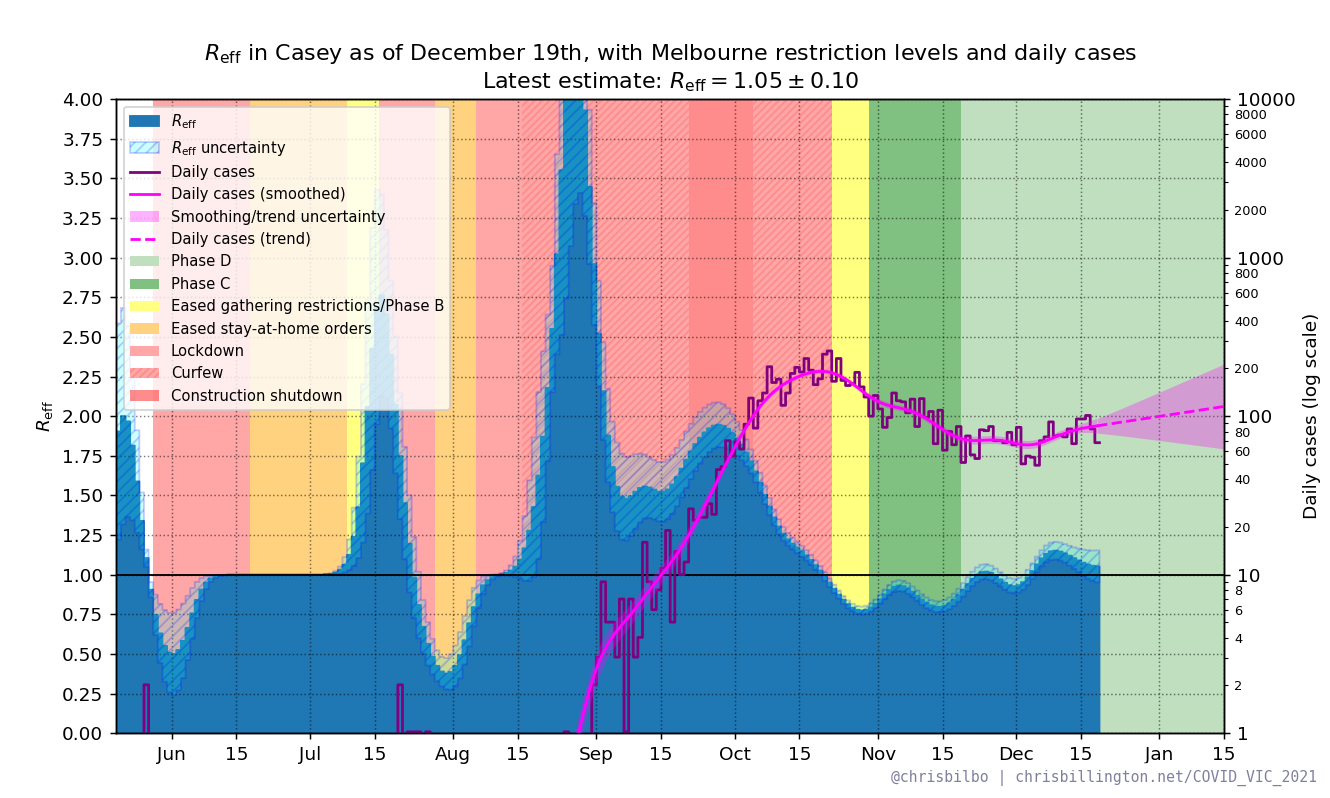 R_eff in Casey as of December 19th, with Melbourne restriction levels and daily cases
Latest estimate: R_eff = 1.05 ± 0.10
R_eff
R_eff uncertainty
Daily cases
Daily cases (smoothed)
Smoothing/trend uncertainty
Daily cases (trend)
Phase D
Phase C
Eased gathering restrictions/Phase B
Eased stay-at-home orders
Lockdown
Curfew
Construction shutdown
R_eff
4.00
3.75
3.50
3.25
3.00
2.75
2.50
2.25
2.00
1.75
1.50
1.25
1.00
0.75
0.50
0.25
0.00
Jun 15 Jul 15 Aug 15 Sep 15 Oct 15 Nov 15 Dec 15 Jan 15
10000
8000
6000
4000
2000
1000
800
600
400
200
100
80
60
40
20
10
8
6
4
2
1
Daily cases (log scale)
@chrisbilbo | chrisbillington.net/COVID_VIC_2021